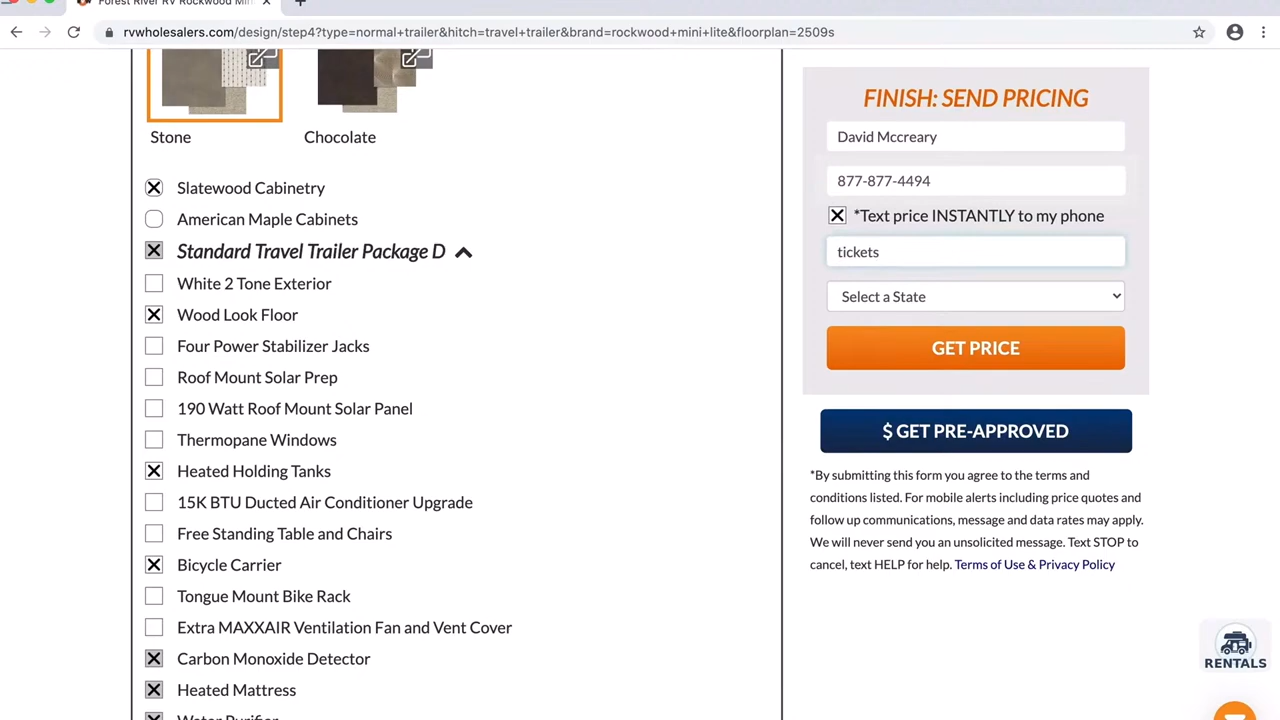 Forest River RV Rockwood Min
rvwholesalers.com/design/step4?type=normal+trailer&hitch=travel+trailer&brand=rockwood+mini+lite&floorplan=2509s
Stone
Chocolate
Slatewood Cabinetry
American Maple Cabinets
Standard Travel Trailer Package D
White 2 Tone Exterior
Wood Look Floor
Four Power Stabilizer Jacks
Roof Mount Solar Prep
190 Watt Roof Mount Solar Panel
Thermopane Windows
Heated Holding Tanks
15K BTU Ducted Air Conditioner Upgrade
Free Standing Table and Chairs
Bicycle Carrier
Tongue Mount Bike Rack
Extra MAXXAIR Ventilation Fan and Vent Cover
Carbon Monoxide Detector
Heated Mattress
Water Purifier
FINISH: SEND PRICING
David Mccreary
877-877-4494
*Text price INSTANTLY to my phone
tickets
Select a State
GET PRICE
$ GET PRE-APPROVED
*By submitting this form you agree to the terms and
conditions listed. For mobile alerts including price quotes and
follow up communications, message and data rates may apply.
We will never send you an unsolicited message. Text STOP to
cancel, text HELP for help. Terms of Use & Privacy Policy
RENTALS